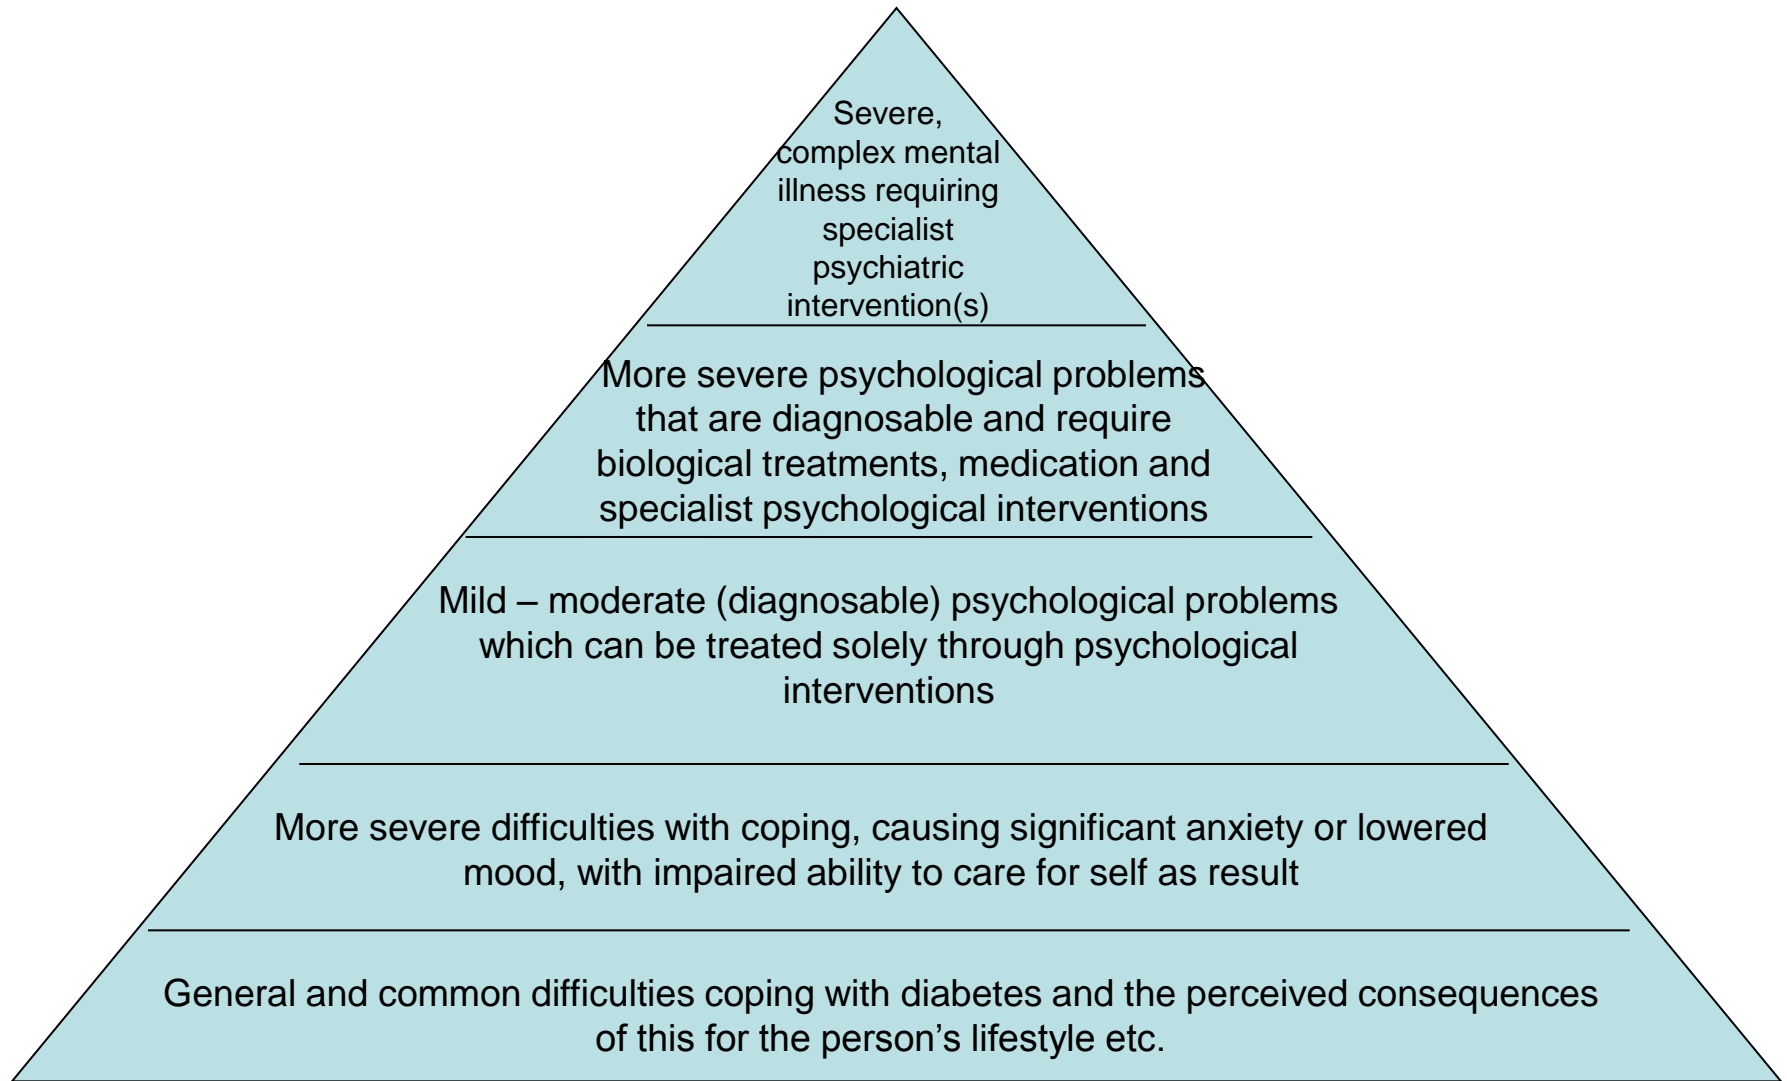 Severe,
complex mental
illness requiring
specialist
psychiatric
intervention(s)
More severe psychological problems
that are diagnosable and require
biological treatments, medication and
specialist psychological interventions
Mild – moderate (diagnosable) psychological problems
which can be treated solely through psychological
interventions
More severe difficulties with coping, causing significant anxiety or lowered
mood, with impaired ability to care for self as result
General and common difficulties coping with diabetes and the perceived consequences
of this for the person’s lifestyle etc.